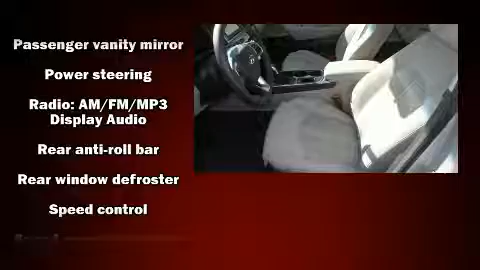 Passenger vanity mirror
Power steering
Radio: AM/FM/MP3
Display Audio
Rear anti-roll bar
Rear window defroster
Speed control